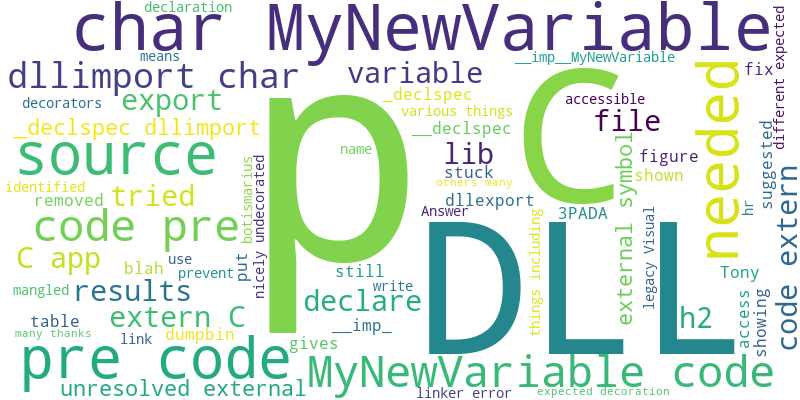 declaration
char MyNewVariable
means
__imp__MyNewVariable
different expected
dllimport char
variable
fix
decorators
export
_declspec
accessible
p
C
needed
various things
file
_declspec dllimport
__declspec
source
name
lib
external symbol
figure
suggested
stuck
shown
code extern
others many
identified
botismarius
nicely undecorated
removed
tried
dllexport
hr
code pre
Answer
3PADA
things including
legacy Visual
DLL
C app
blah
use
prevent
put
still
Tony
access
showing
mangled
results
write
declare
table
extern C
__imp_
h2
many thanks
link
dumpbin
gives
pre code
MyNewVariable code
unresolved external
linker error
expected decoration